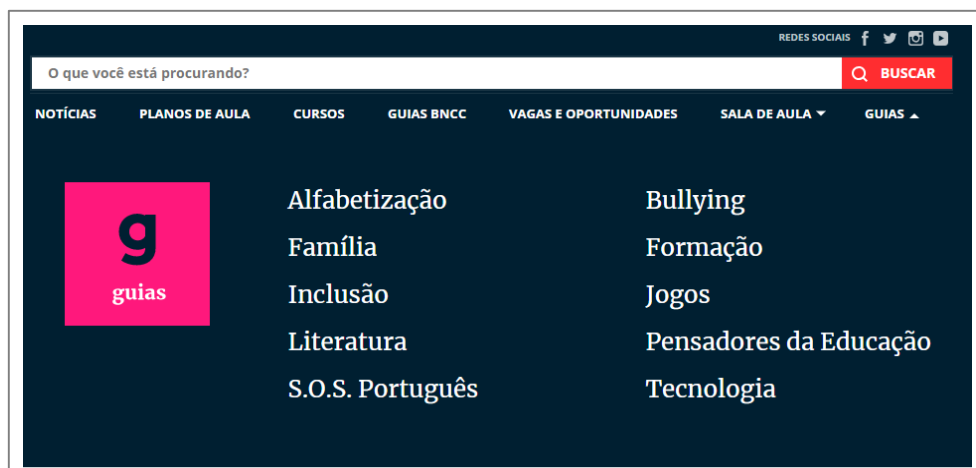 REDES SOCIAIS
O que você está procurando?
BUSCAR
NOTÍCIAS PLANOS DE AULA CURSOS GUIAS BNCC VAGAS E OPORTUNIDADES SALA DE AULA GUIAS
g
guias
Alfabetização
Família
Inclusão
Literatura
S.O.S. Português
Bullying
Formação
Jogos
Pensadores da Educação
Tecnologia